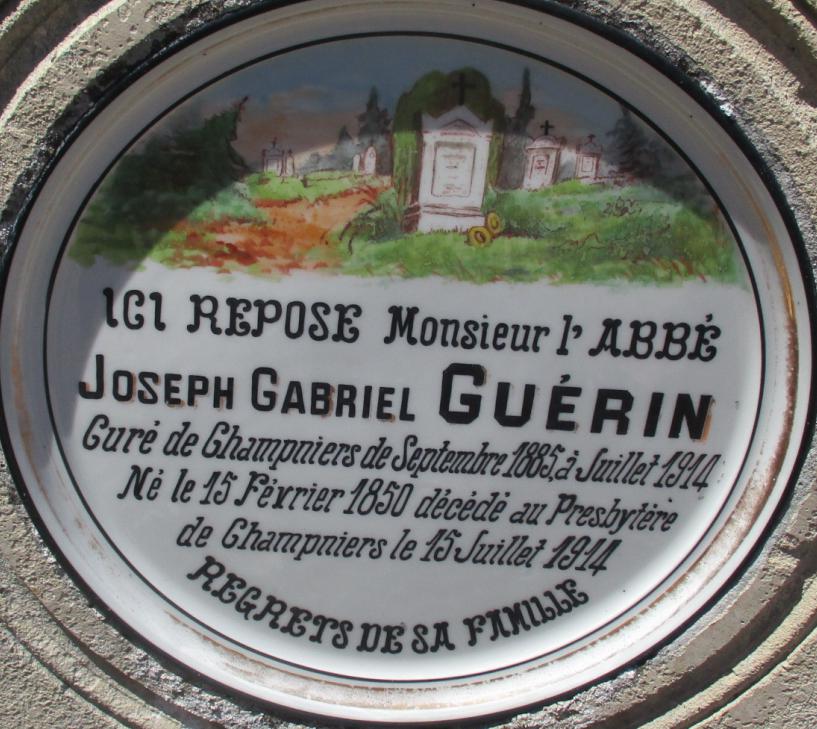 ICI REPOSE Monsieur l'ABBÉ
JOSEPH GABRIEL GUÉRIN
Curé de Champniers de Septembre 1885, à Juillet 1914
Né le 15 Février 1850 décédé au Presbytère
de Champniers le 15 Juillet 1914
REGRETS DE SA FAMILLE